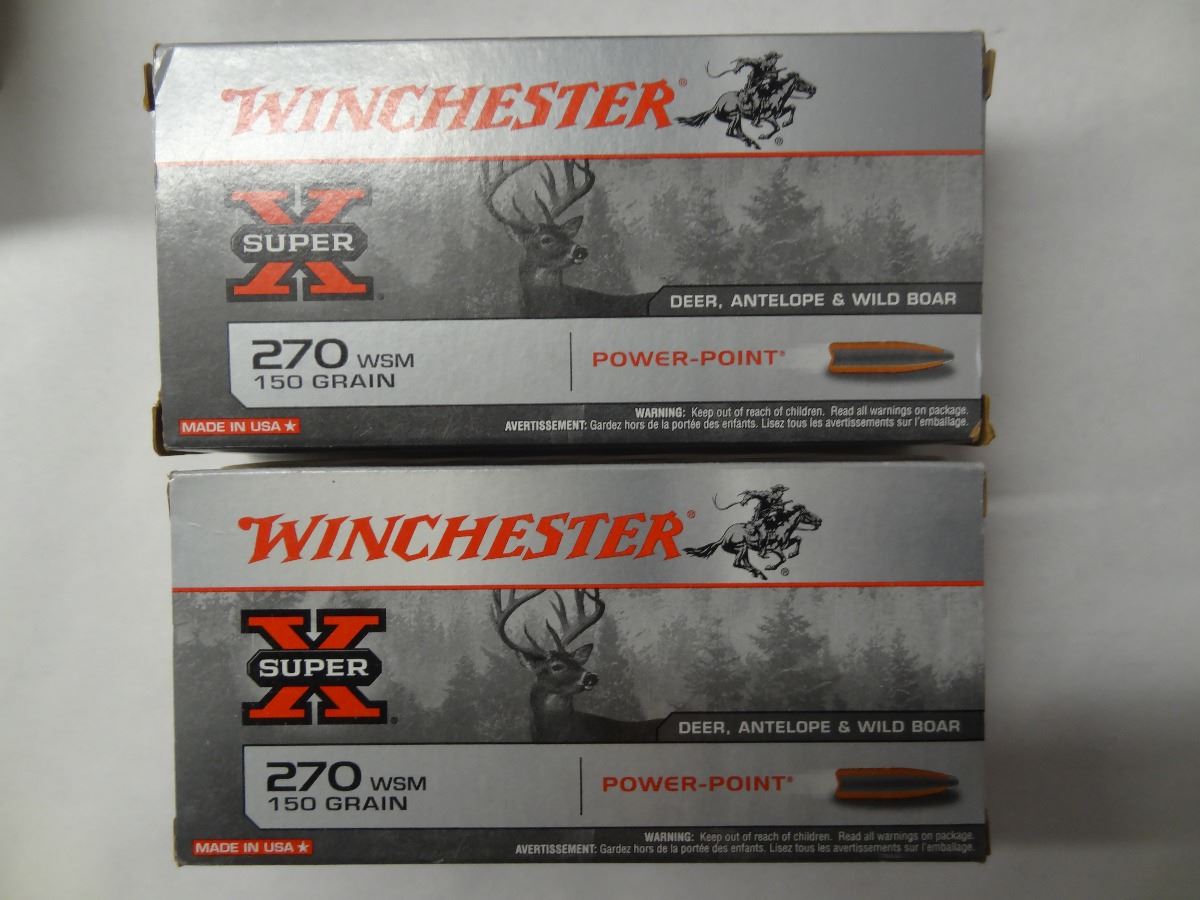 WINCHESTER®
®
X
SUPER
DEER, ANTELOPE & WILD BOAR
270 WSM
150 GRAIN
POWER-POINT®
MADE IN USA ★
WARNING: Keep out of reach of children. Read all warnings on package.
AVERTISSEMENT: Gardez hors de la portée des enfants. Lisez tous les avertissements sur l'emballage.
WINCHESTER®
®
X
SUPER
DEER, ANTELOPE & WILD BOAR
270 WSM
150 GRAIN
POWER-POINT®
MADE IN USA ★
WARNING: Keep out of reach of children. Read all warnings on package.
AVERTISSEMENT: Gardez hors de la portée des enfants. Lisez tous les avertissements sur l'emballage.